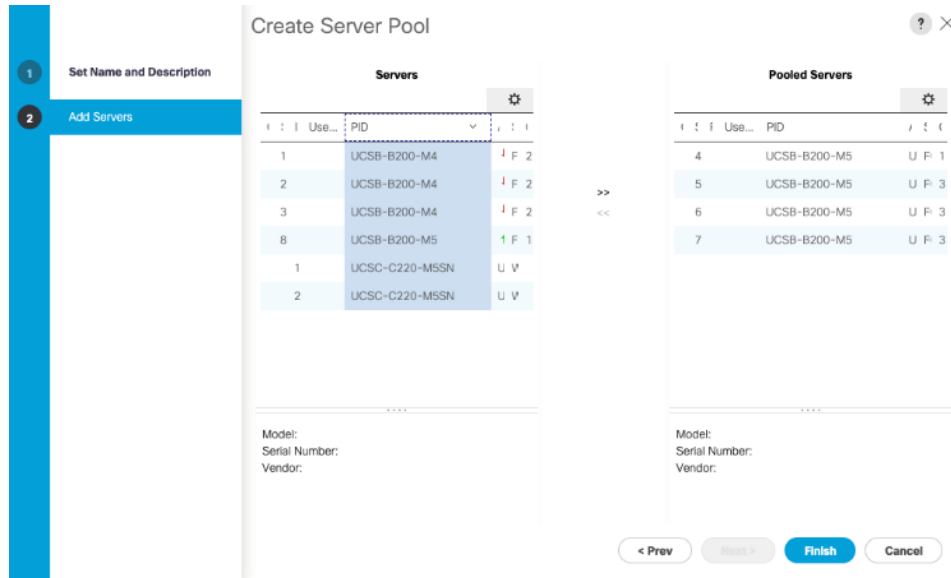 Create Server Pool
?
1 Set Name and Description
2 Add Servers
Servers
Use... PID
1 UCSB-B200-M4 F 2
2 UCSB-B200-M4 F 2
3 UCSB-B200-M4 F 2
8 UCSB-B200-M5 F 1
1 UCSC-C220-M5SN U
2 UCSC-C220-M5SN U
Model:
Serial Number:
Vendor:
>>
<<
Pooled Servers
Use... PID
4 UCSB-B200-M5 U F 1
5 UCSB-B200-M5 U F 3
6 UCSB-B200-M5 U F 3
7 UCSB-B200-M5 U F 3
Model:
Serial Number:
Vendor:
< Prev Next > Finish Cancel